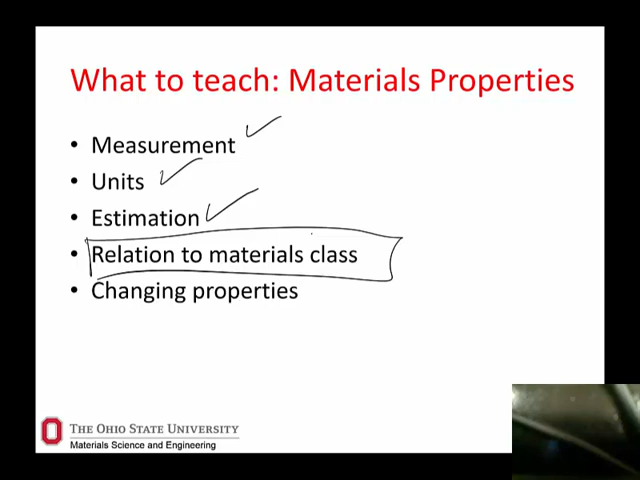 What to teach: Materials Properties
• Measurement
• Units
• Estimation
• Relation to materials class
• Changing properties
THE OHIO STATE UNIVERSITY
Materials Science and Engineering